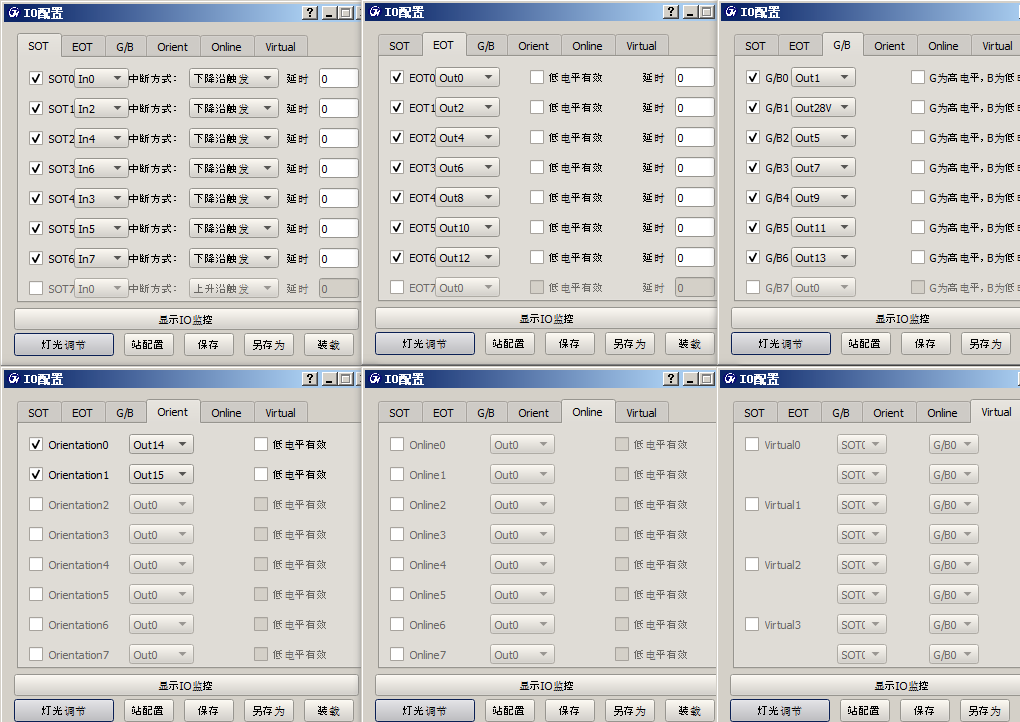 IO配置
SOT EOT G/B Orient Online Virtual
SOT0 In0 中断方式: 下降沿触发 延时 0
SOT1 In2 中断方式: 下降沿触发 延时 0
SOT2 In4 中断方式: 下降沿触发 延时 0
SOT3 In6 中断方式: 下降沿触发 延时 0
SOT4 In3 中断方式: 下降沿触发 延时 0
SOT5 In5 中断方式: 下降沿触发 延时 0
SOT6 In7 中断方式: 下降沿触发 延时 0
SOT7 In0 中断方式: 上升沿触发 延时 0
显示IO监控
灯光调节 站配置 保存 另存为 装载
IO配置
SOT EOT G/B Orient Online Virtual
EOT0 Out0 低电平有效 延时 0
EOT1 Out2 低电平有效 延时 0
EOT2 Out4 低电平有效 延时 0
EOT3 Out6 低电平有效 延时 0
EOT4 Out8 低电平有效 延时 0
EOT5 Out10 低电平有效 延时 0
EOT6 Out12 低电平有效 延时 0
EOT7 Out0 低电平有效 延时 0
显示IO监控
灯光调节 站配置 保存 另存为 装载
IO配置
SOT EOT G/B Orient Online Virtual
G/B0 Out1 G为高电平，B为低
G/B1 Out28V G为高电平，B为低
G/B2 Out5 G为高电平，B为低
G/B3 Out7 G为高电平，B为低
G/B4 Out9 G为高电平，B为低
G/B5 Out11 G为高电平，B为低
G/B6 Out13 G为高电平，B为低
G/B7 Out0 G为高电平，B为低
显示IO监控
灯光调节 站配置 保存 另存为
IO配置
SOT EOT G/B Orient Online Virtual
Orientation0 Out14 低电平有效
Orientation1 Out15 低电平有效
Orientation2 Out0 低电平有效
Orientation3 Out0 低电平有效
Orientation4 Out0 低电平有效
Orientation5 Out0 低电平有效
Orientation6 Out0 低电平有效
Orientation7 Out0 低电平有效
显示IO监控
灯光调节 站配置 保存 另存为 装载
IO配置
SOT EOT G/B Orient Online Virtual
Online0 Out0 低电平有效
Online1 Out0 低电平有效
Online2 Out0 低电平有效
Online3 Out0 低电平有效
Online4 Out0 低电平有效
Online5 Out0 低电平有效
Online6 Out0 低电平有效
Online7 Out0 低电平有效
显示IO监控
灯光调节 站配置 保存 另存为 装载
IO配置
SOT EOT G/B Orient Online Virtual
Virtual0 SOT0 G/B0
SOT0 G/B0
Virtual1 SOT0 G/B0
SOT0 G/B0
Virtual2 SOT0 G/B0
SOT0 G/B0
Virtual3 SOT0 G/B0
SOT0 G/B0
显示IO监控
灯光调节 站配置 保存 另存为